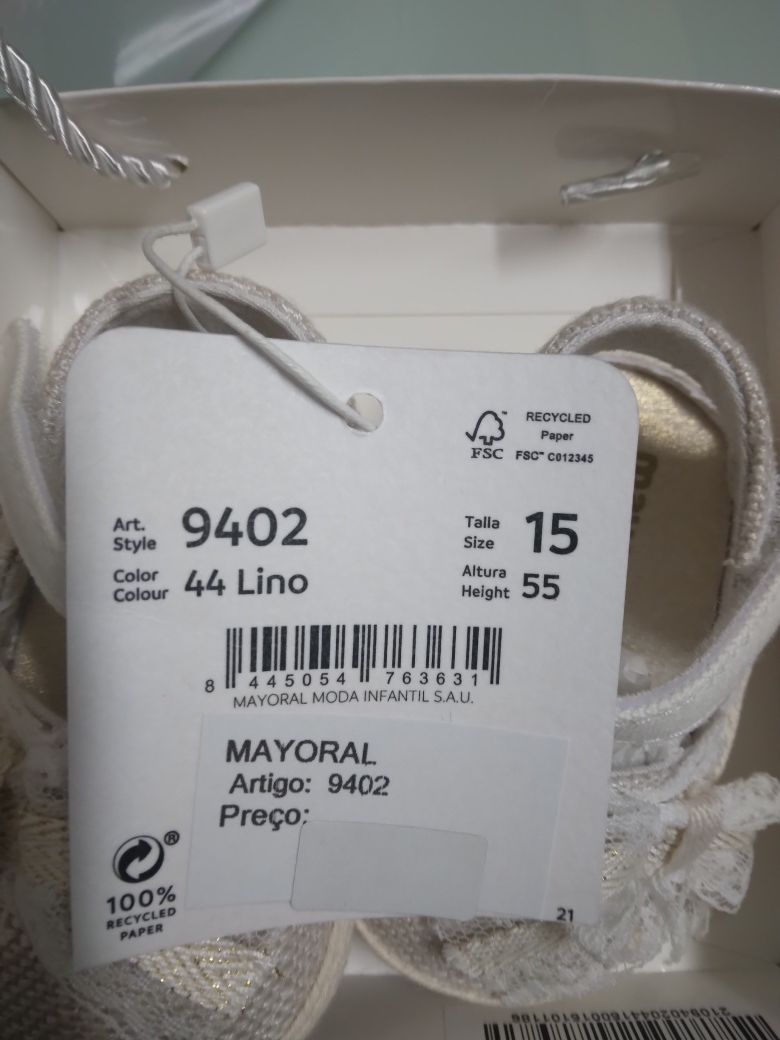 RECYCLED
Paper
FSC™ C012345
FSC
Art. Style 9402
Talla Size 15
Color Colour 44 Lino
Altura Height 55
8 445054 763631
MAYORAL MODA INFANTIL S.A.U.
MAYORAL
Artigo: 9402
Preço:
®
100%
RECYCLED
PAPER
21